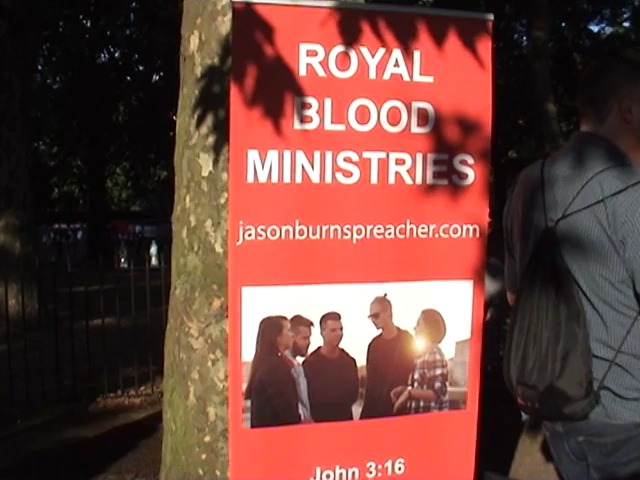 ROYAL
BLOOD
MINISTRIES
jasonburnspreacher.com
John 3:16